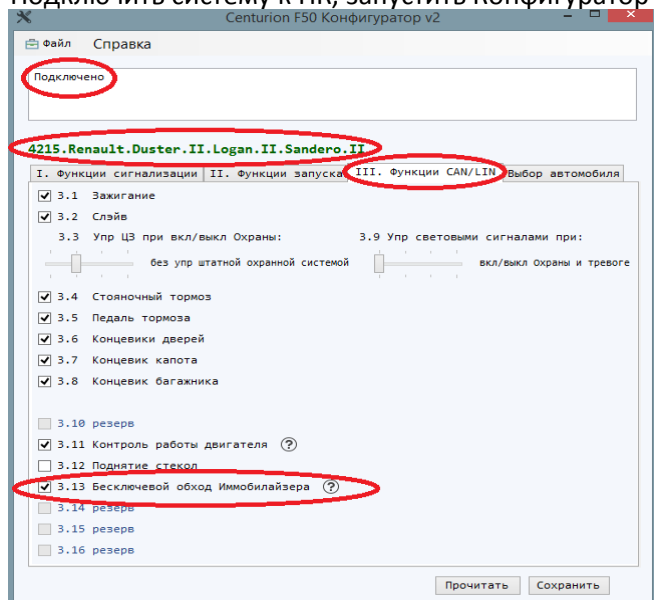 Подключить систему к ПК, запустить Конфигуратор
Centurion F50 Конфигуратор v2
Файл Справка
Подключено
4215.Renault.Duster.II.Logan.II.Sandero.II
I. Функции сигнализации II. Функции запуска III. Функции CAN/LIN Выбор автомобиля
3.1 Зажигание
3.2 Слэйв
3.3 Упр ЦЗ при вкл/выкл Охраны: 3.9 Упр световыми сигналами при:
без упр штатной охранной системой вкл/выкл Охраны и тревоге
3.4 Стояночный тормоз
3.5 Педаль тормоза
3.6 Концевики дверей
3.7 Концевик капота
3.8 Концевик багажника
3.10 резерв
3.11 Контроль работы двигателя ?
3.12 Поднятие стекол
3.13 Бесключевой обход Иммобилайзера ?
3.14 резерв
3.15 резерв
3.16 резерв
Прочитать Сохранить